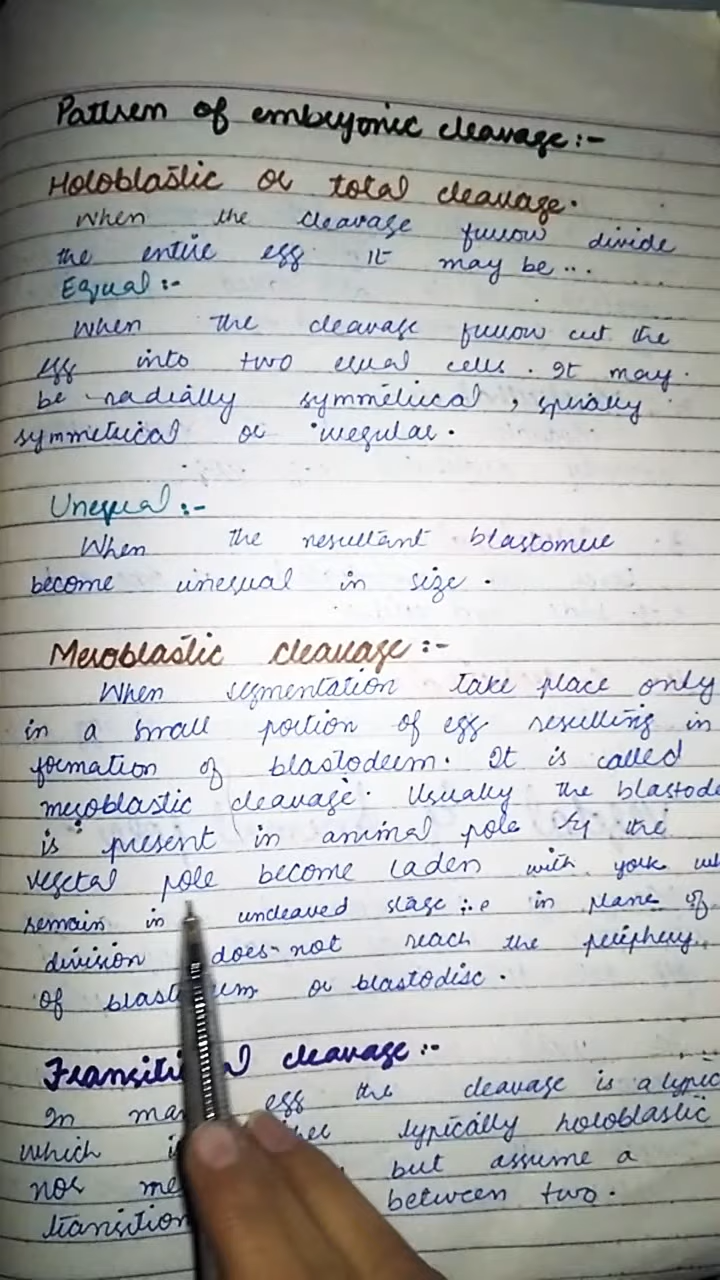 Pattern of embryonic cleavage:-
Holoblastic or total cleavage.
When the cleavage furrow divide
the entire egg it may be ...
Equal:-
When the cleavage furrow cut the
egg into two equal cells. It may
be radially symmetrical, spirally
symmetrical or irregular.
Unequal:-
When the resultant blastomere
become unequal in size.
Meroblastic cleavage:-
When segmentation take place only
in a small portion of egg resulting in
formation of blastoderm. It is called
meroblastic cleavage. Usually the blastode
is present in animal pole the
vegetal pole become laden with york wh
remain in uncleaved stage i.e in plane of
division does not reach the periphery
of blast or blastodisc.
cleavage:-
In egg the cleavage is atypic
which typically holoblastic
nor but assume a
transition between two.